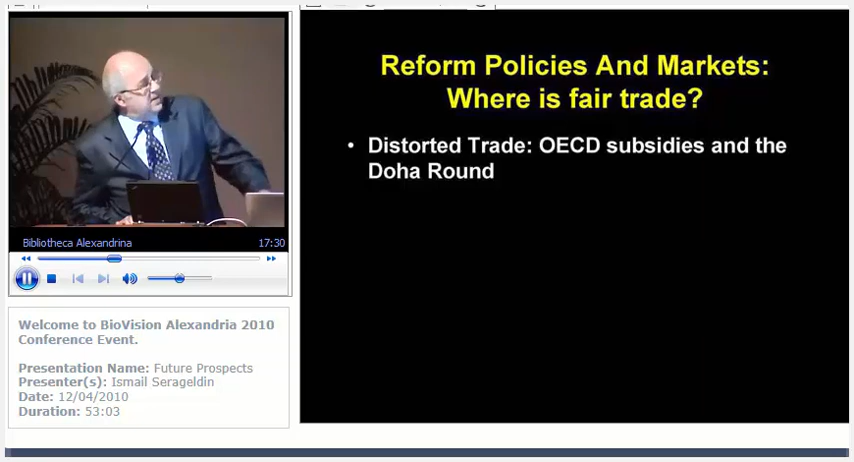 Bibliotheca Alexandrina 17:30
Welcome to BioVision Alexandria 2010
Conference Event.
Presentation Name: Future Prospects
Presenter(s): Ismail Serageldin
Date: 12/04/2010
Duration: 53:03
Reform Policies And Markets:
Where is fair trade?
• Distorted Trade: OECD subsidies and the
Doha Round